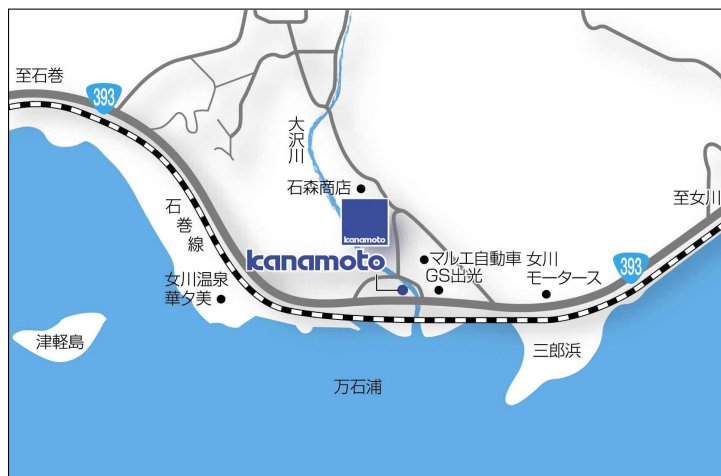 至石巻
393
大沢川
石森商店
kanamoto
kanamoto
石巻線
至女川
マルエ自動車
GS出光
女川
モータース
393
女川温泉
華夕美
津軽島
三郎浜
万石浦